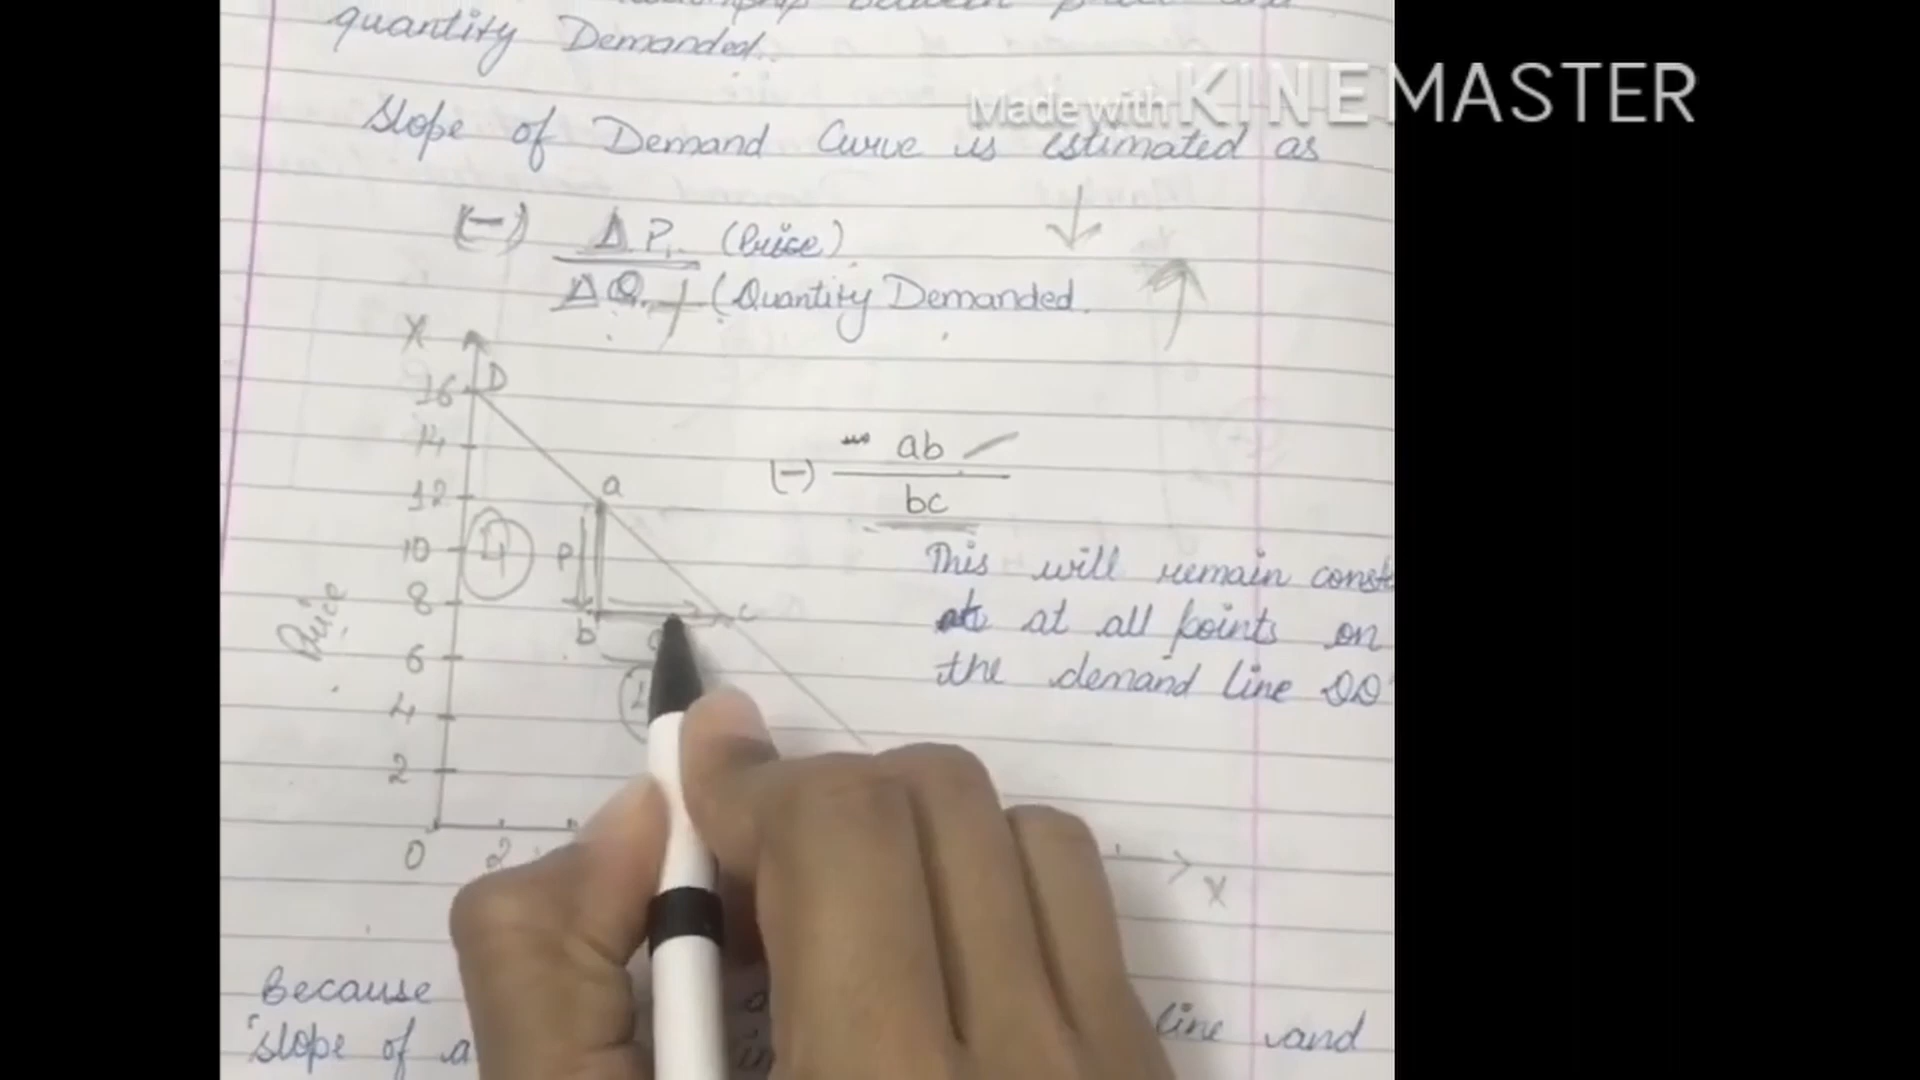 quantity Demanded.
Made with KINEMASTER
Slope of Demand Curve is estimated as
(-) ΔP (Price)
ΔQ (Quantity Demanded.
X
16 D
14
12 a
(-) ab
bc
10 4 P
8 b c
6
4
2
0 2
X
Price
This will remain const
at at all points on
the demand line DD'
Because
line and
slope of a